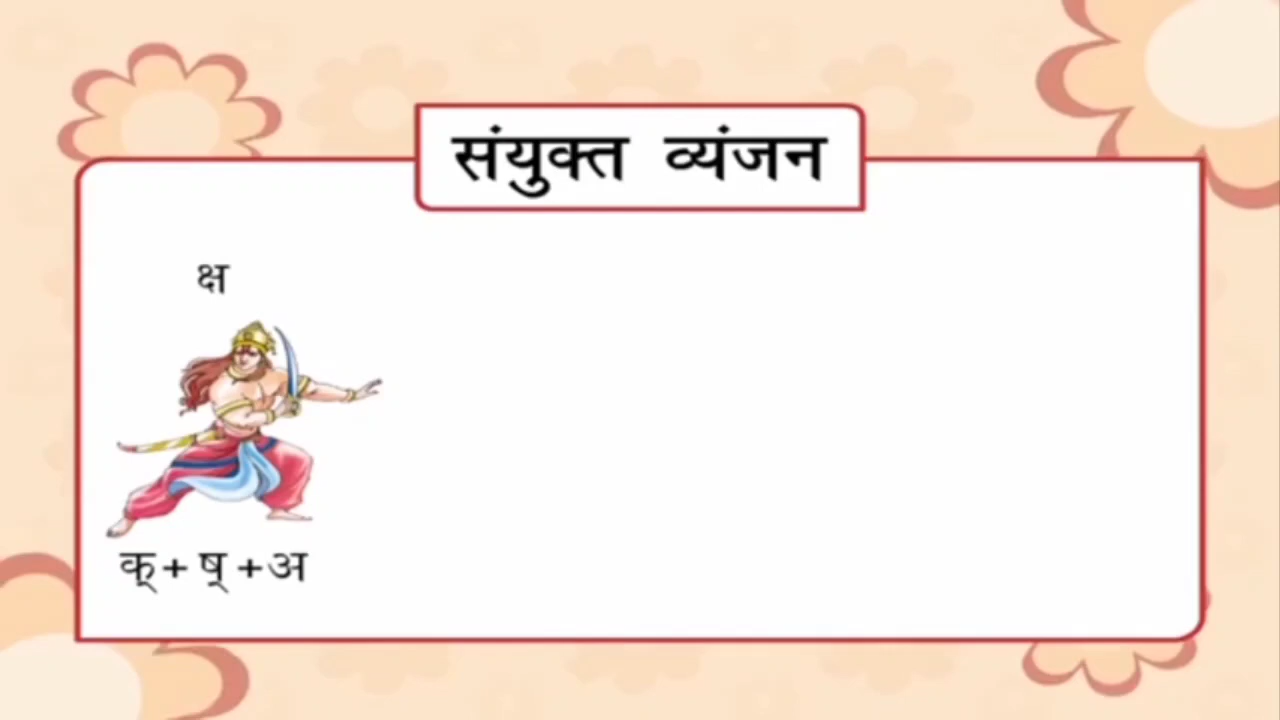 संयुक्त व्यंजन
क्ष
क्+ ष् +अ